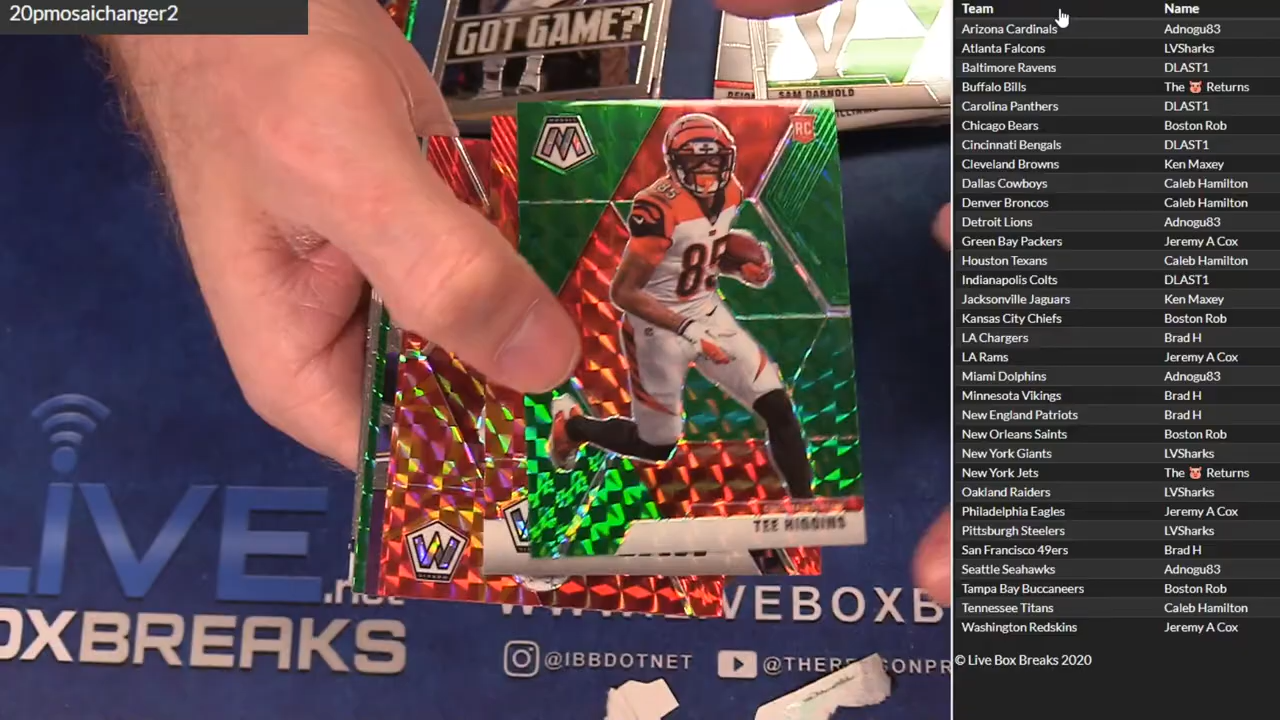 20pmosaichanger2
GOT GAME?
SAM DARNOLD
RC
85
85
TEE HIGGINS
LIVE
.net
OXBREAKS
VEBOXB
@IBBDOTNET
Team Name
Arizona Cardinals Adnogu83
Atlanta Falcons LVSharks
Baltimore Ravens DLAST1
Buffalo Bills The 👹 Returns
Carolina Panthers DLAST1
Chicago Bears Boston Rob
Cincinnati Bengals DLAST1
Cleveland Browns Ken Maxey
Dallas Cowboys Caleb Hamilton
Denver Broncos Caleb Hamilton
Detroit Lions Adnogu83
Green Bay Packers Jeremy A Cox
Houston Texans Caleb Hamilton
Indianapolis Colts DLAST1
Jacksonville Jaguars Ken Maxey
Kansas City Chiefs Boston Rob
LA Chargers Brad H
LA Rams Jeremy A Cox
Miami Dolphins Adnogu83
Minnesota Vikings Brad H
New England Patriots Brad H
New Orleans Saints Boston Rob
New York Giants LVSharks
New York Jets The 👹 Returns
Oakland Raiders LVSharks
Philadelphia Eagles Jeremy A Cox
Pittsburgh Steelers LVSharks
San Francisco 49ers Brad H
Seattle Seahawks Adnogu83
Tampa Bay Buccaneers Boston Rob
Tennessee Titans Caleb Hamilton
Washington Redskins Jeremy A Cox
© Live Box Breaks 2020